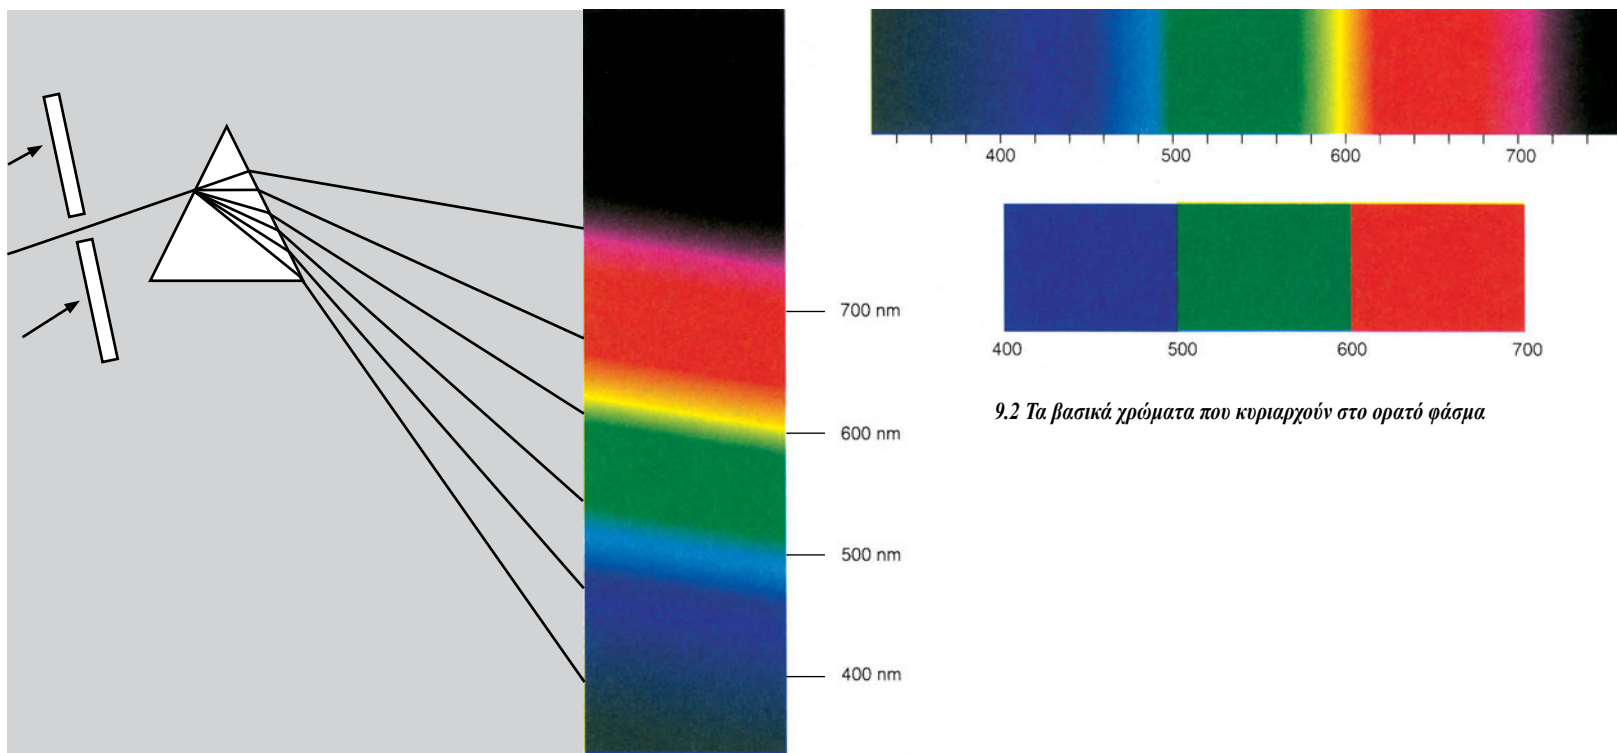 700 nm
600 nm
500 nm
400 nm
400 500 600 700
400 500 600 700
9.2 Τα βασικά χρώματα που κυριαρχούν στο ορατό φάσμα